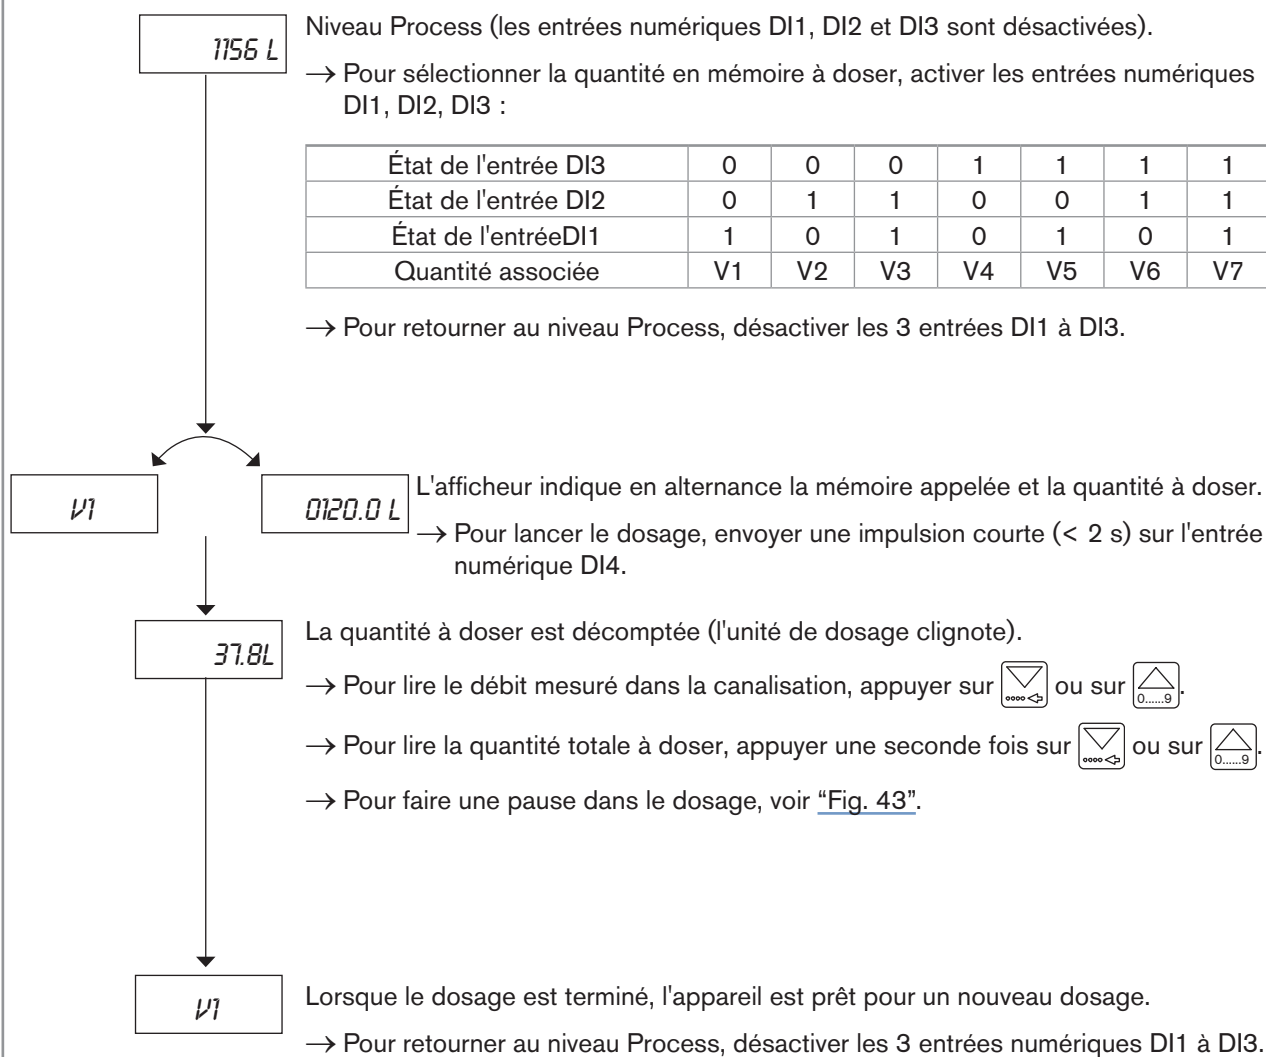 1156 L
Niveau Process (les entrées numériques DI1, DI2 et DI3 sont désactivées).
→ Pour sélectionner la quantité en mémoire à doser, activer les entrées numériques
DI1, DI2, DI3 :
État de l'entrée DI3 0 0 0 1 1 1 1
État de l'entrée DI2 0 1 1 0 0 1 1
État de l'entréeDI1 1 0 1 0 1 0 1
Quantité associée V1 V2 V3 V4 V5 V6 V7
→ Pour retourner au niveau Process, désactiver les 3 entrées DI1 à DI3.
V1
0120.0 L
L'afficheur indique en alternance la mémoire appelée et la quantité à doser.
→ Pour lancer le dosage, envoyer une impulsion courte (< 2 s) sur l'entrée
numérique DI4.
37.8L
La quantité à doser est décomptée (l'unité de dosage clignote).
→ Pour lire le débit mesuré dans la canalisation, appuyer sur ou sur 0......9.
→ Pour lire la quantité totale à doser, appuyer une seconde fois sur ou sur 0......9.
→ Pour faire une pause dans le dosage, voir “Fig. 43”.
V1
Lorsque le dosage est terminé, l'appareil est prêt pour un nouveau dosage.
→ Pour retourner au niveau Process, désactiver les 3 entrées numériques DI1 à DI3.